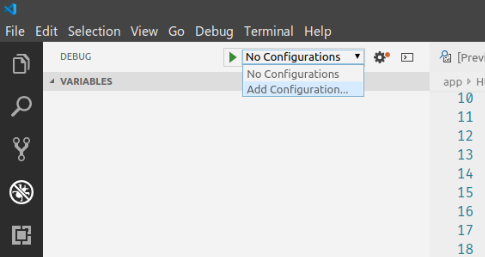 File Edit Selection View Go Debug Terminal Help
DEBUG
No Configurations
No Configurations
Add Configuration...
VARIABLES
[Prev
app
10
11
12
13
14
15
16
17
18